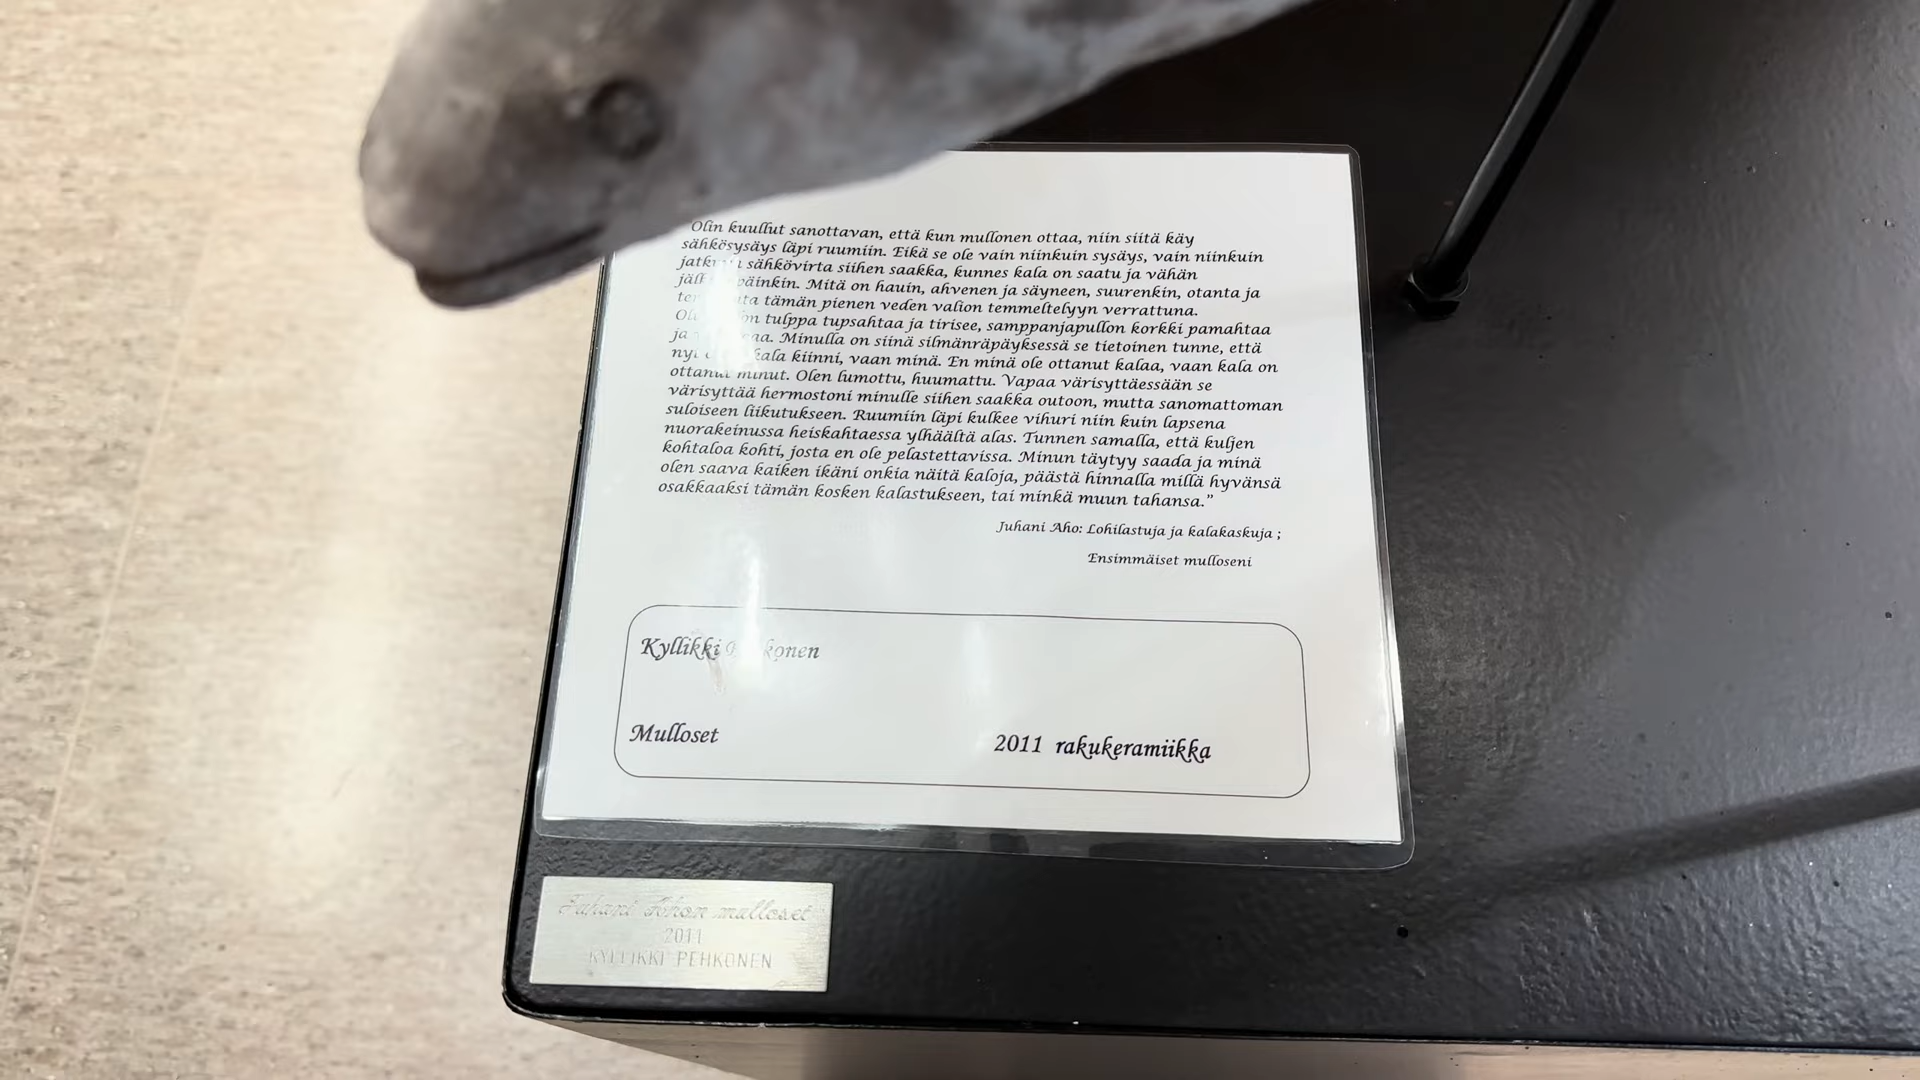 Olin kuullut sanottavan, että kun mullonen ottaa, niin siitä käy
sähkösysäys läpi ruumiin. Eikä se ole vain niinkuin sysäys, vain niinkuin
sähkövirta siihen saakka, kunnes kala on saatu ja vähän
Mitä on hauin, ahvenen ja säyneen, suurenkin, otanta ja
tämän pienen veden valion temmeltelyyn verrattuna.
tulppa tupsahtaa ja tirisee, samppanjapullon korkki pamahtaa
ja Minulla on siinä silmänräpäyksessä se tietoinen tunne, että
kala kiinni, vaan minä. En minä ole ottanut kalaa, vaan kala on
ottanut minut. Olen lumottu, huumattu. Vapaa värisyttäessään se
värisyttää hermostoni minulle siihen saakka outoon, mutta sanomattoman
suloiseen liikutukseen. Ruumiin läpi kulkee vihuri niin kuin lapsena
nuorakeinussa heiskahtaessa ylhäältä alas. Tunnen samalla, että kuljen
kohtaloa kohti, josta en ole pelastettavissa. Minun täytyy saada ja minä
olen saava kaiken ikäni onkia näitä kaloja, päästä hinnalla millä hyvänsä
osakkaaksi tämän kosken kalastukseen, tai minkä muun tahansa.”
Juhani Aho: Lohilastuja ja kalakaskuja ;
Ensimmäiset mulloseni
Kyllikki
Mulloset 2011 rakukeramiikka
Juhani Ahon mulloset
2011
KYLLIKKI PEHKONEN